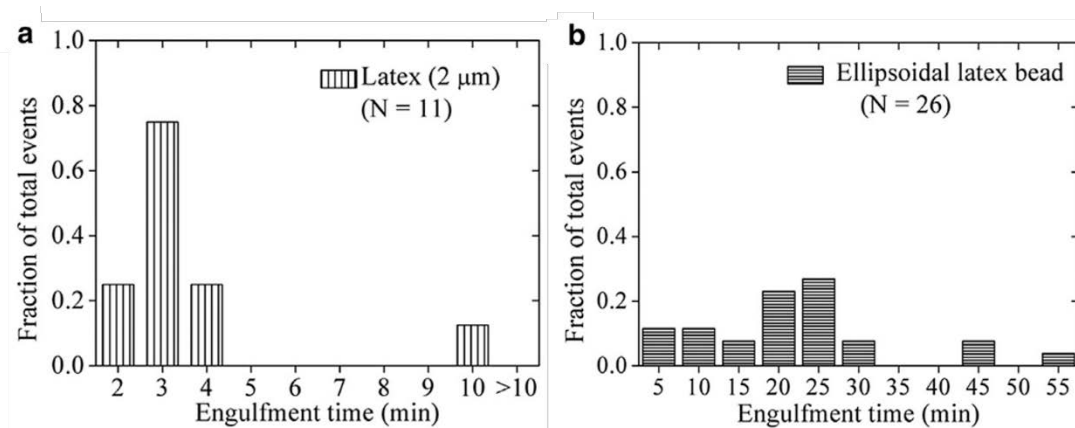 a
Fraction of total events
1.0
0.8
0.6
0.4
0.2
0.0
Latex (2 μm)
(N = 11)
2 3 4 5 6 7 8 9 10 >10
Engulfment time (min)
b
Fraction of total events
1.0
0.8
0.6
0.4
0.2
0.0
Ellipsoidal latex bead
(N = 26)
5 10 15 20 25 30 35 40 45 50 55
Engulfment time (min)